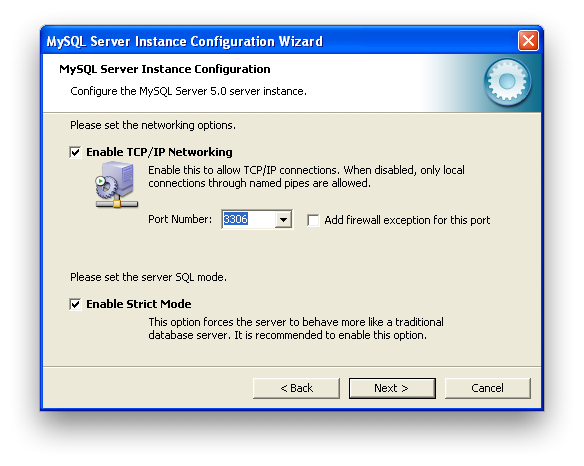 MySQL Server Instance Configuration Wizard
MySQL Server Instance Configuration
Configure the MySQL Server 5.0 server instance.
Please set the networking options.
Enable TCP/IP Networking
Enable this to allow TCP/IP connections. When disabled, only local
connections through named pipes are allowed.
Port Number: 3306 Add firewall exception for this port
Please set the server SQL mode.
Enable Strict Mode
This option forces the server to behave more like a traditional
database server. It is recommended to enable this option.
< Back Next > Cancel